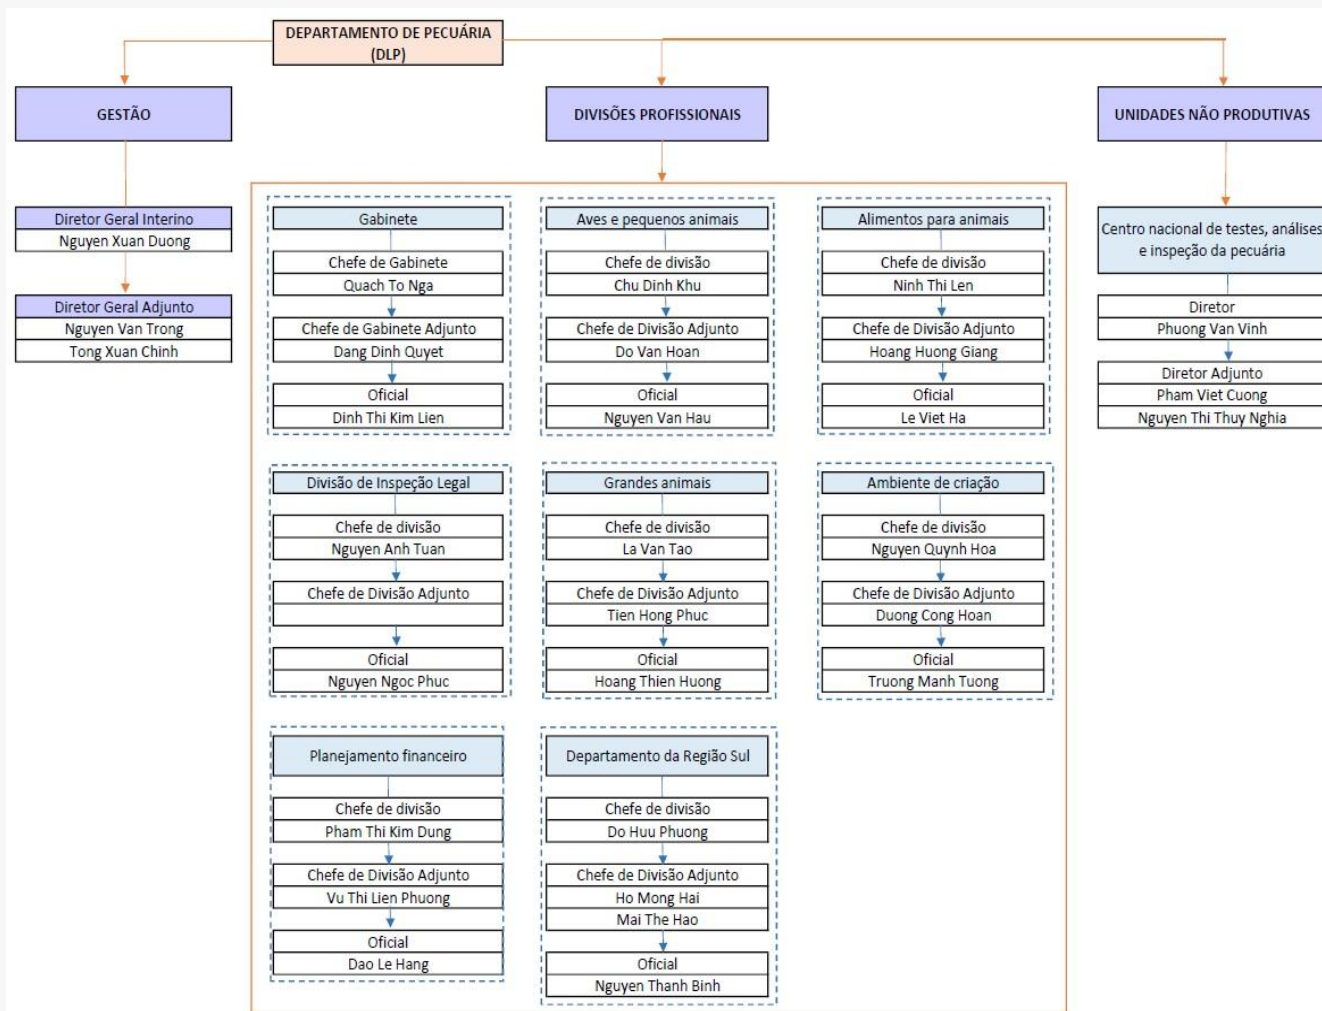 DEPARTAMENTO DE PECUÁRIA
(DLP)
GESTÃO
DIVISÕES PROFISSIONAIS
UNIDADES NÃO PRODUTIVAS
Diretor Geral Interino
Nguyen Xuan Duong
Diretor Geral Adjunto
Nguyen Van Trong
Tong Xuan Chinh
Gabinete
Chefe de Gabinete
Quach To Nga
Chefe de Gabinete Adjunto
Dang Dinh Quyet
Oficial
Dinh Thi Kim Lien
Aves e pequenos animais
Chefe de divisão
Chu Dinh Khu
Chefe de Divisão Adjunto
Do Van Hoan
Oficial
Nguyen Van Hau
Alimentos para animais
Chefe de divisão
Ninh Thi Len
Chefe de Divisão Adjunto
Hoang Huong Giang
Oficial
Le Viet Ha
Centro nacional de testes, análises
e inspeção da pecuária
Diretor
Phuong Van Vinh
Diretor Adjunto
Pham Viet Cuong
Nguyen Thi Thuy Nghia
Divisão de Inspeção Legal
Chefe de divisão
Nguyen Anh Tuan
Chefe de Divisão Adjunto
Oficial
Nguyen Ngoc Phuc
Grandes animais
Chefe de divisão
La Van Tao
Chefe de Divisão Adjunto
Tien Hong Phuc
Oficial
Hoang Thien Huong
Ambiente de criação
Chefe de divisão
Nguyen Quynh Hoa
Chefe de Divisão Adjunto
Duong Cong Hoan
Oficial
Truong Manh Tuong
Planejamento financeiro
Chefe de divisão
Pham Thi Kim Dung
Chefe de Divisão Adjunto
Vu Thi Lien Phuong
Oficial
Dao Le Hang
Departamento da Região Sul
Chefe de divisão
Do Huu Phuong
Chefe de Divisão Adjunto
Ho Mong Hai
Mai The Hao
Oficial
Nguyen Thanh Binh